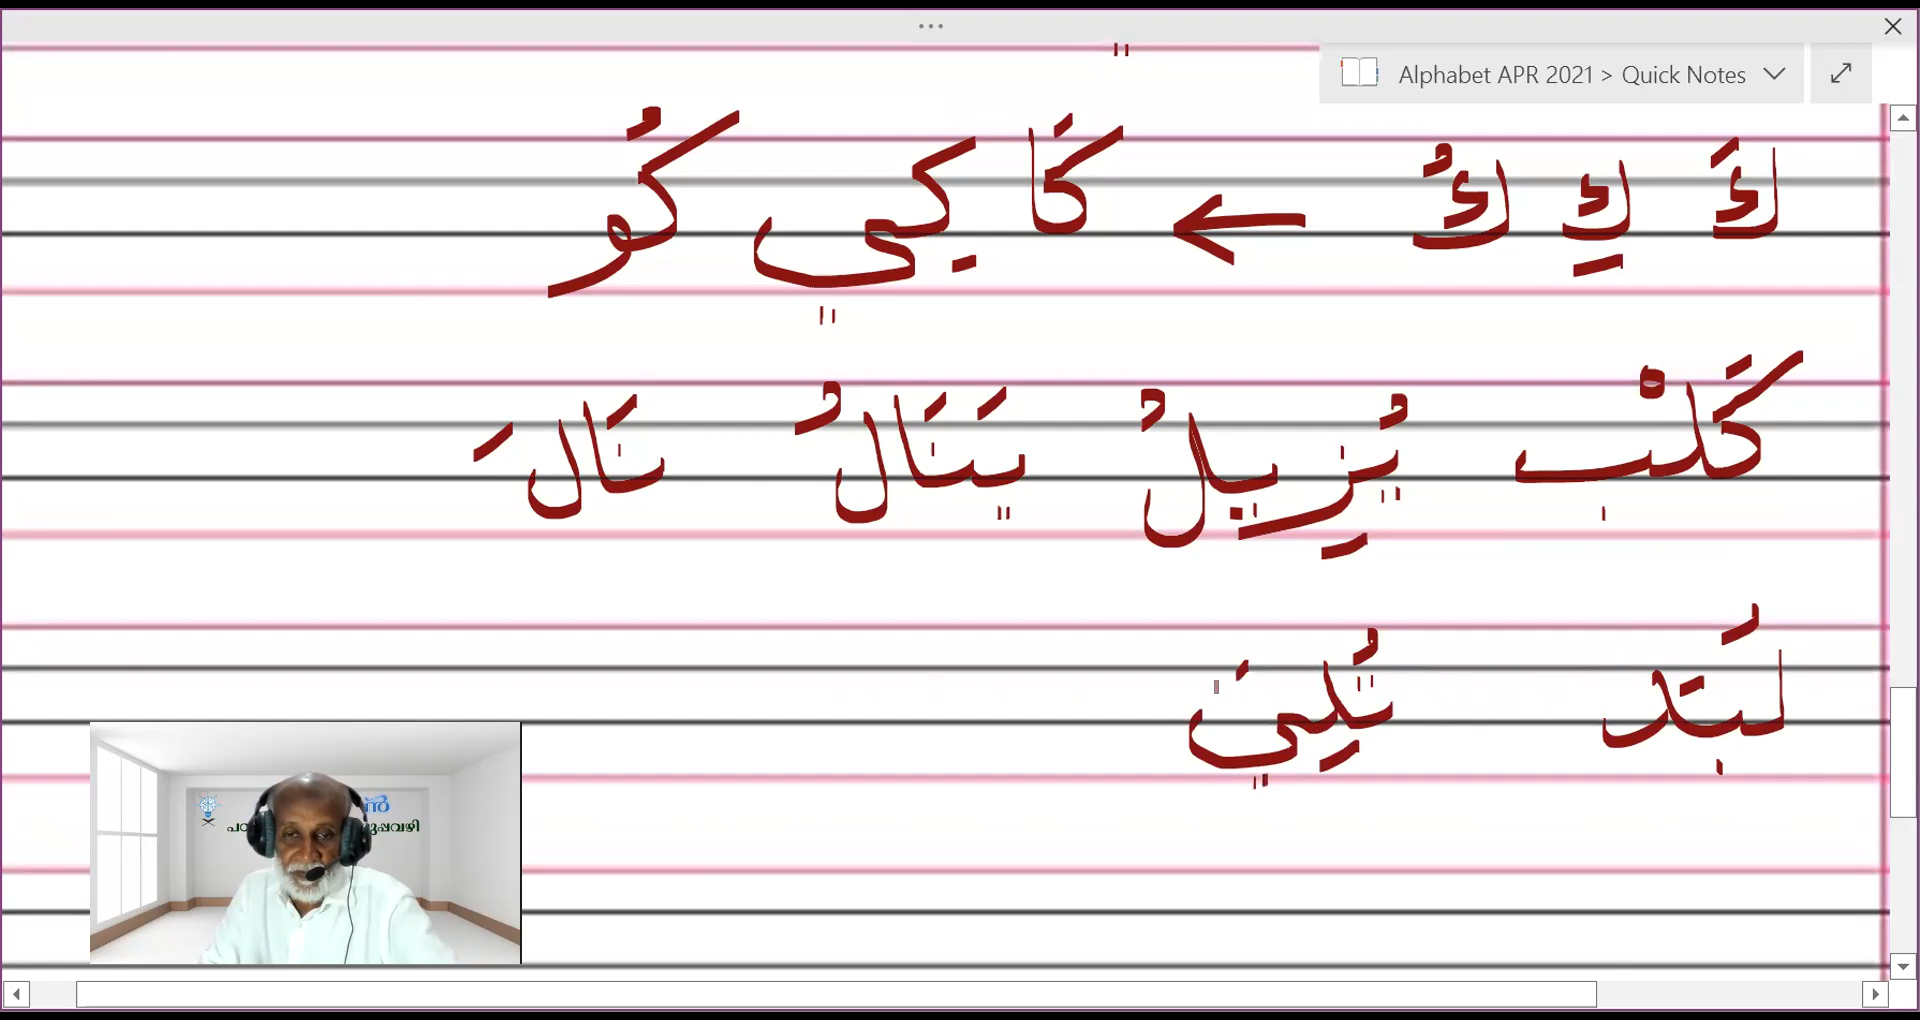 Alphabet APR 2021 > Quick Notes
كَ كِ كُ ← كَا كِي كُو
كَلْب يُزِيلُ يَنَالُ نَالَ
لُبَد تُلِيَ